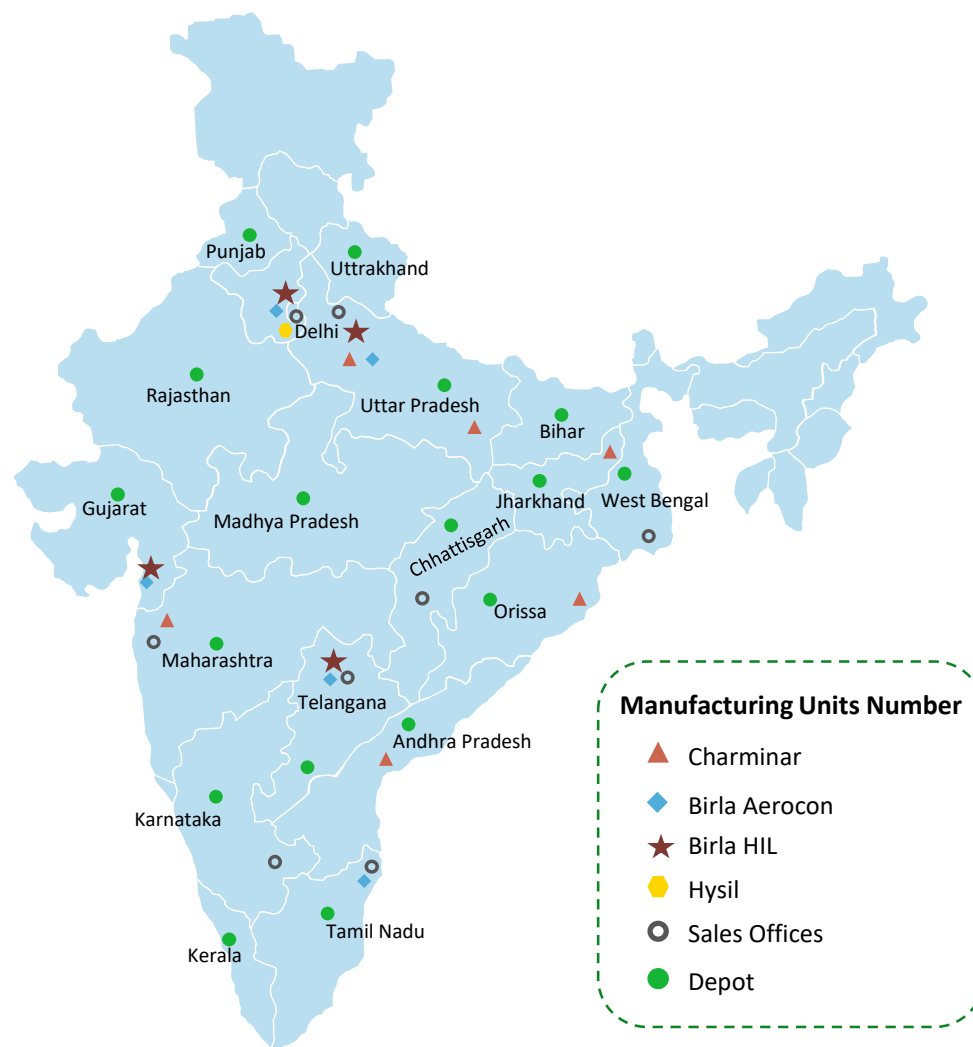 Punjab
Uttrakhand
Delhi
Rajasthan
Uttar Pradesh
Bihar
Gujarat
Madhya Pradesh
Jharkhand
West Bengal
Chhattisgarh
Orissa
Maharashtra
Telangana
Andhra Pradesh
Karnataka
Tamil Nadu
Kerala
Manufacturing Units Number
Charminar
Birla Aerocon
Birla HIL
Hysil
Sales Offices
Depot